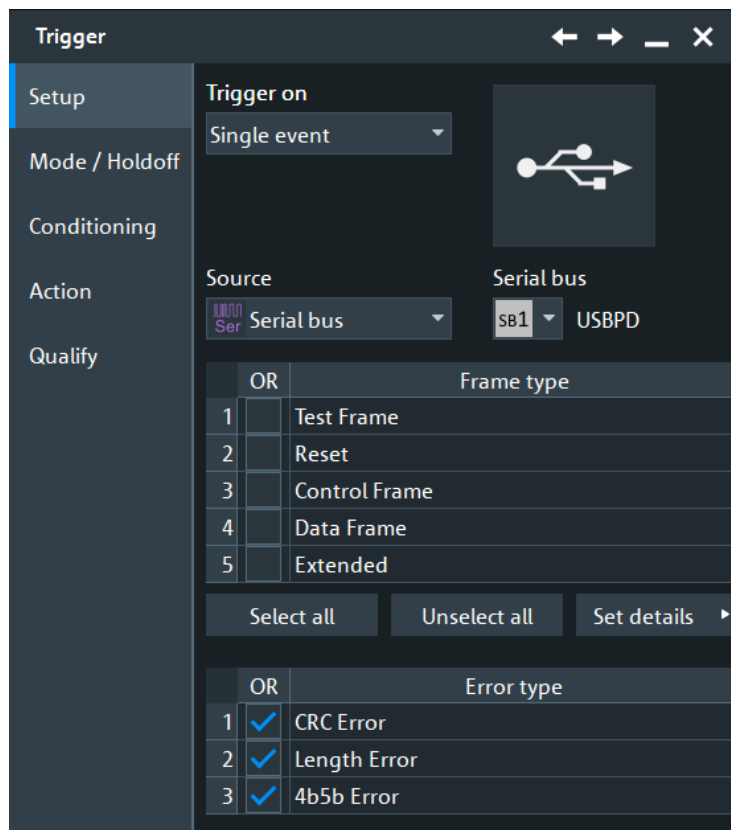 Trigger
Setup
Mode / Holdoff
Conditioning
Action
Qualify
Trigger on
Single event
Source
Serial bus
Ser Serial bus
SB1 USBPD
OR Frame type
1 Test Frame
2 Reset
3 Control Frame
4 Data Frame
5 Extended
Select all Unselect all Set details
OR Error type
1 CRC Error
2 Length Error
3 4b5b Error